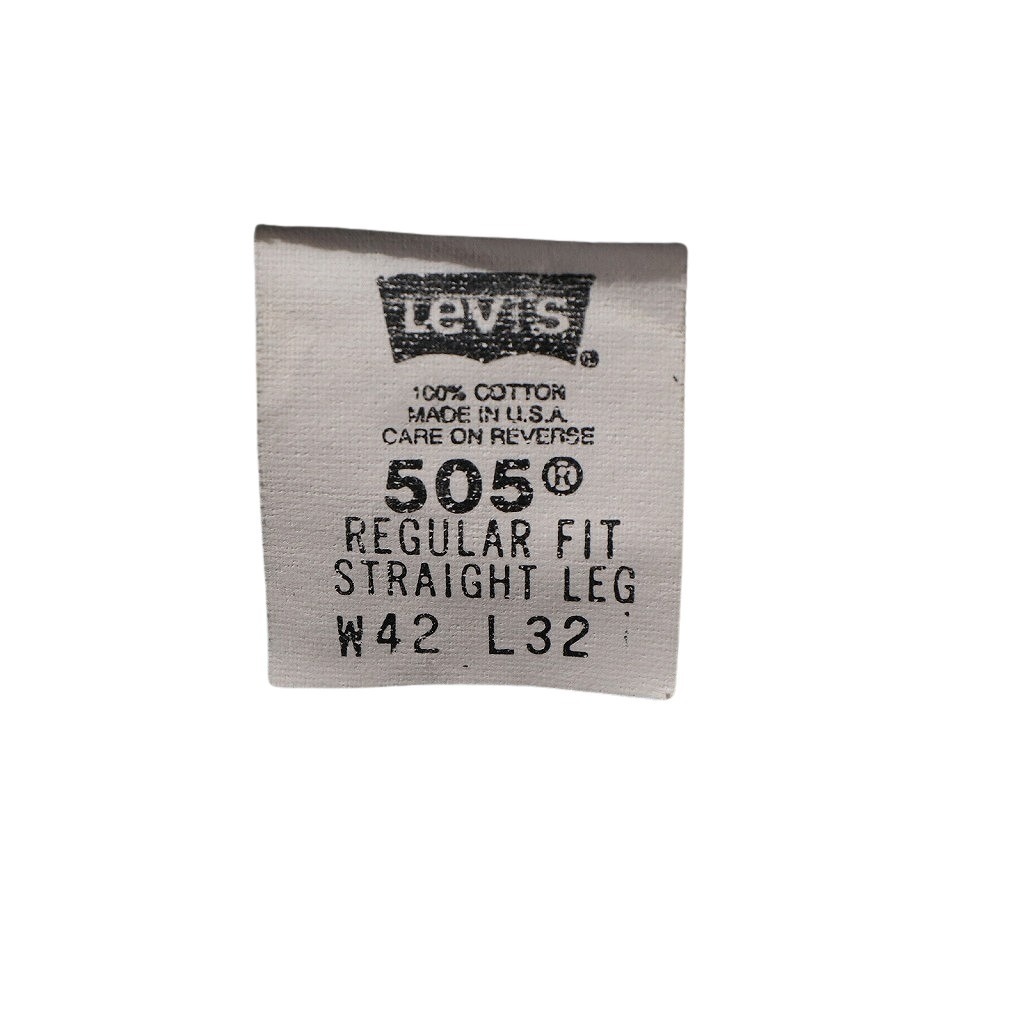 Levi's ®
100% COTTON
MADE IN U.S.A.
CARE ON REVERSE
505®
REGULAR FIT
STRAIGHT LEG
W42 L32